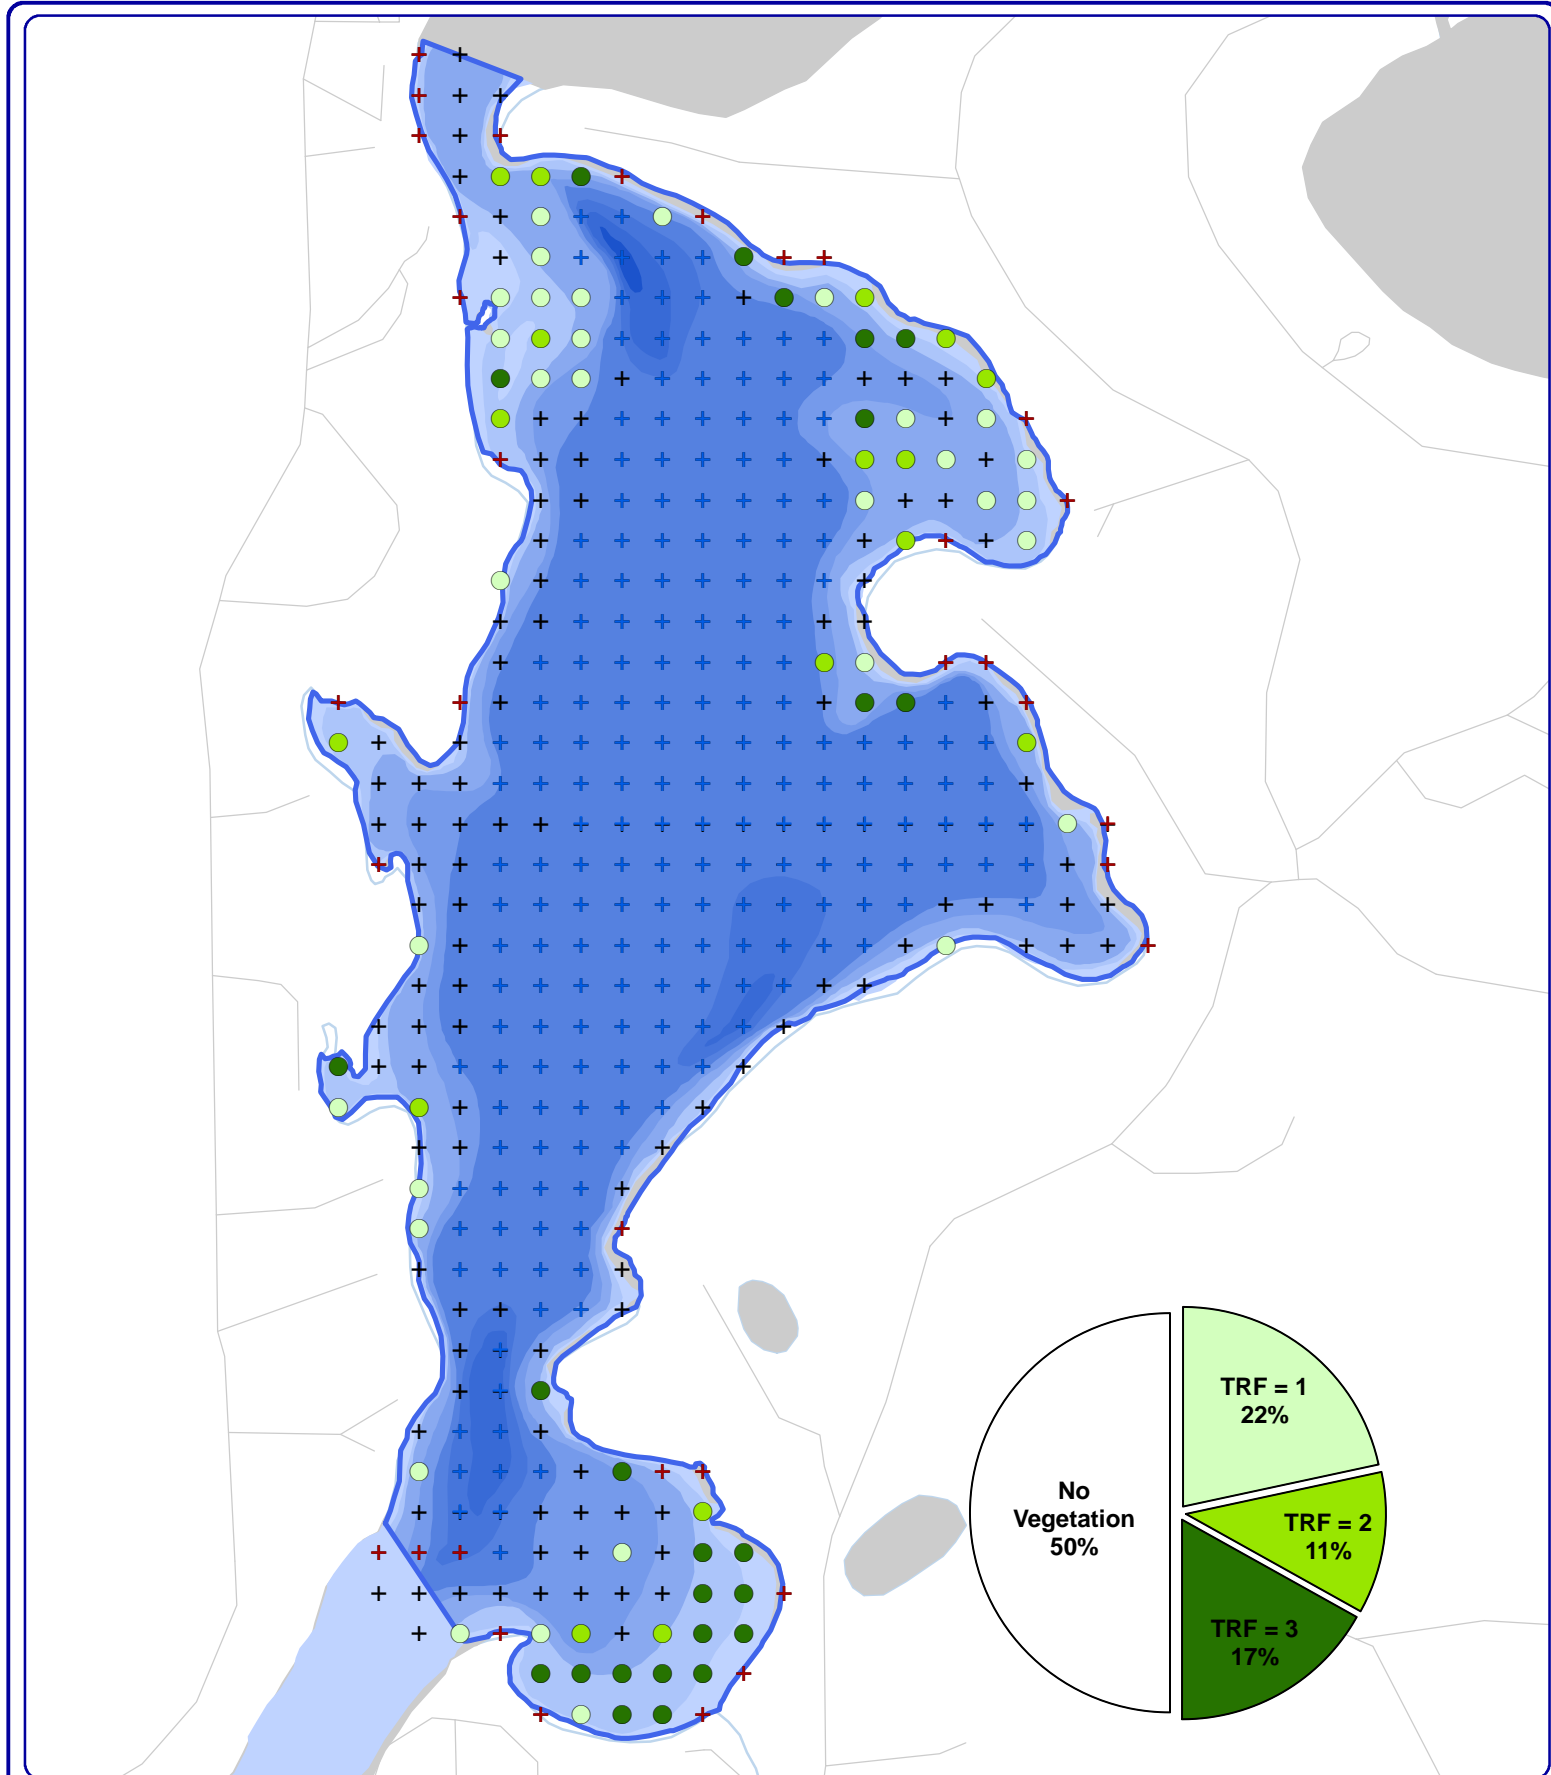 TRF = 1
22%
No
Vegetation
50%
TRF = 2
11%
TRF = 3
17%